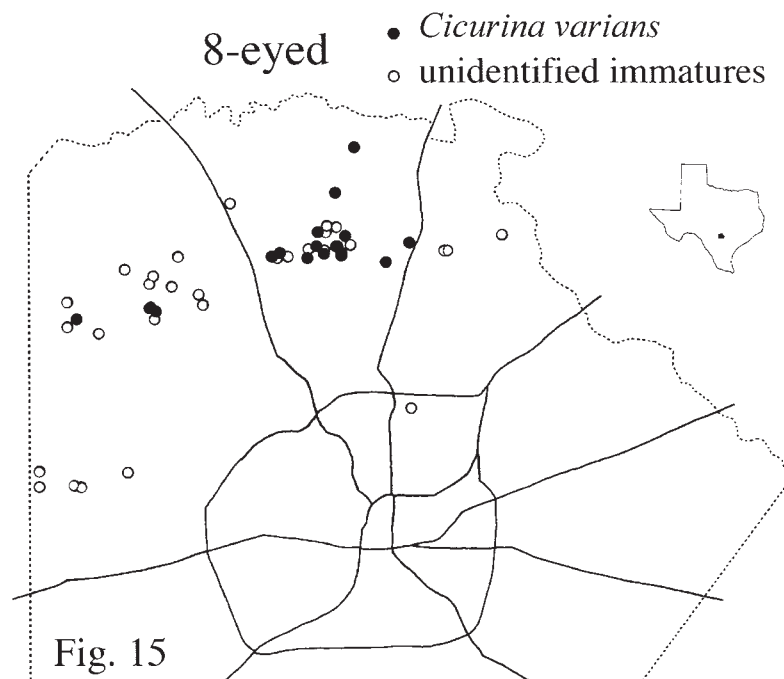 8-eyed
● Cicurina varians
○ unidentified immatures
Fig. 15